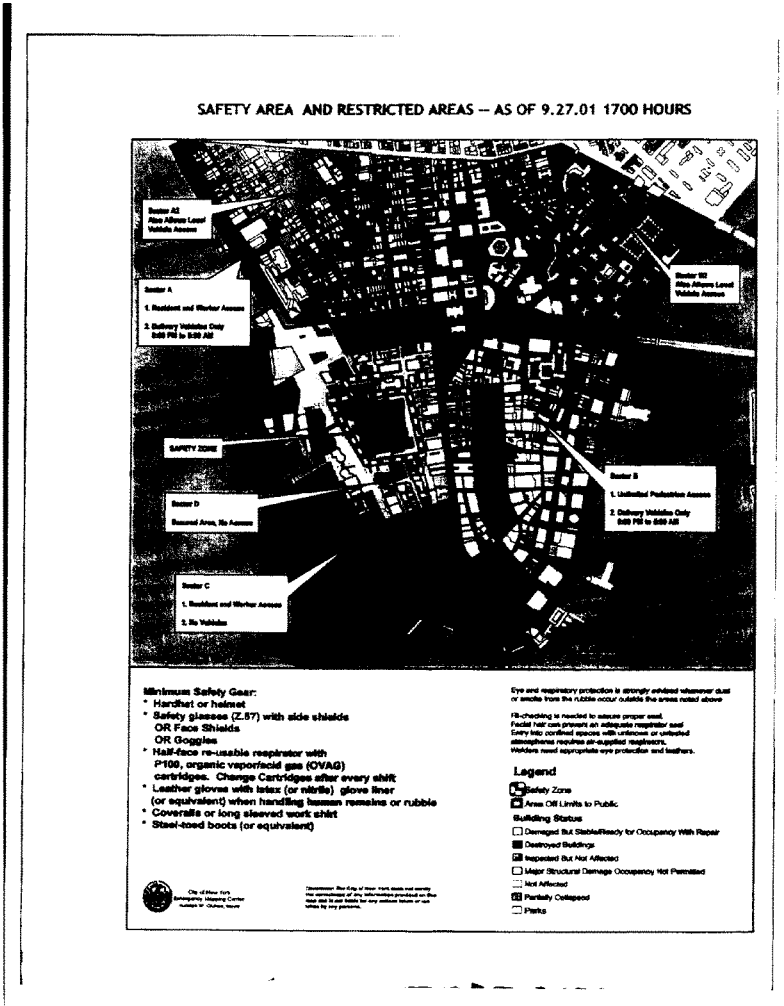 SAFETY AREA AND RESTRICTED AREAS -- AS OF 9.27.01 1700 HOURS
Sector A2
Also Allows Local
Vehicle Access
Sector A
1. Resident and Worker Access
2. Delivery Vehicles Only
8:00 PM to 5:00 AM
Sector B2
Also Allows Local
Vehicle Access
SAFETY ZONE
Sector B
1. Unlimited Pedestrian Access
2. Delivery Vehicles Only
Sector D
Secured Area, No Access
Sector C
1. Resident and Worker Access
2. No Vehicles
Minimum Safety Gear:
* Hardhat or helmet
* Safety glasses (Z.87) with side shields
OR Face Shields
OR Goggles
* Half-face re-usable respirator with
P100, organic vapor/acid gas (OVAG)
cartridges. Change Cartridges after every shift
* Leather gloves with latex (or nitrile) glove liner
(or equivalent) when handling human remains or rubble
* Coveralls or long sleeved work shirt
* Steel-toed boots (or equivalent)
Eye and respiratory protection is strongly advised whenever dust
or smoke from the rubble occur outside the areas noted above
Fit-checking is needed to assure proper seal.
Facial hair can prevent an adequate respirator seal
Entry into confined spaces with unknown or untested
atmospheres requires air-supplied respirators.
Welders need appropriate eye protection and leathers.
Legend
Safety Zone
Area Off Limits to Public
Building Status
Damaged But Stable/Ready for Occupancy With Repair
Destroyed Buildings
Inspected But Not Affected
Major Structural Damage Occupancy Not Permitted
Not Affected
Partially Collapsed
Parks
City of New York
Emergency Mapping Center